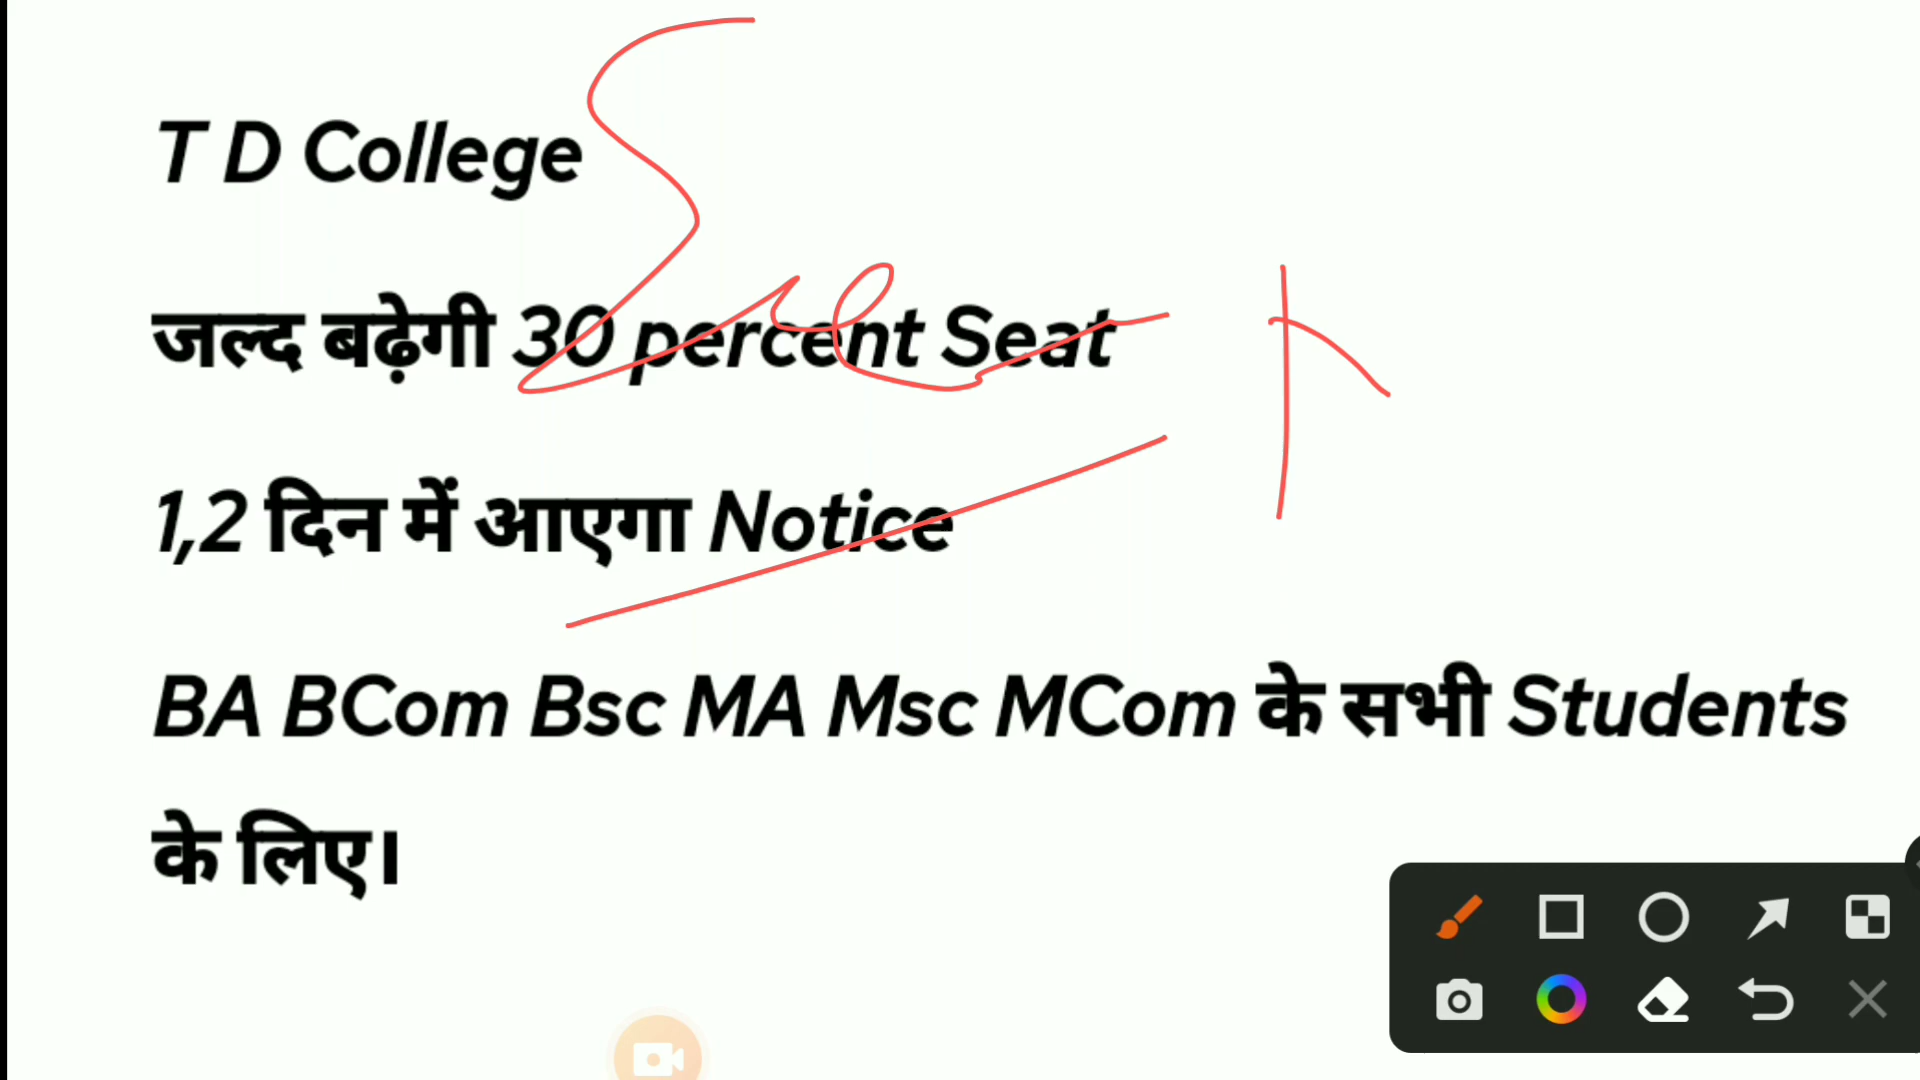 T D College
जल्द बढ़ेगी 30 percent Seat
1,2 दिन में आएगा Notice
BA BCom Bsc MA Msc MCom के सभी Students
के लिए।